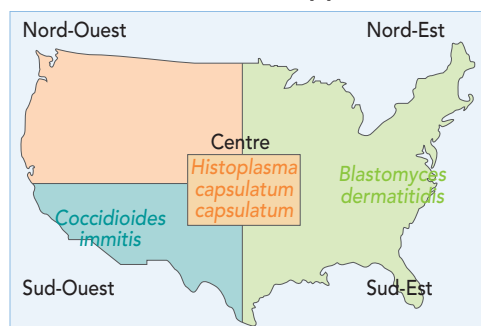 Nord-Ouest
Nord-Est
Centre
Histoplasma
capsulatum
capsulatum
Blastomyces
dermatitidis
Coccidioides
immitis
Sud-Ouest
Sud-Est